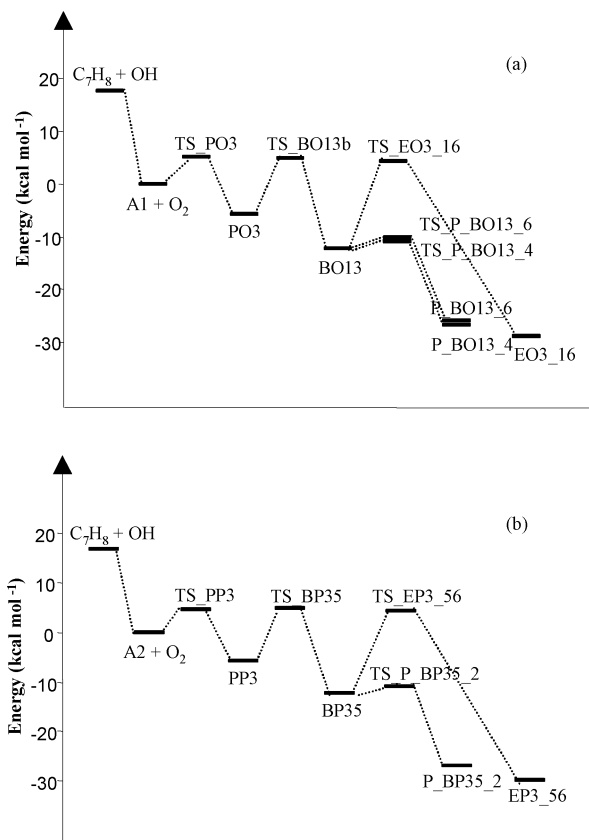 (a)
C7H8 + OH
20
TS_PO3
TS_BO13b
TS_EO3_16
10
0
A1 + O2
PO3
TS_P_BO13_6
-10
TS_P_BO13_4
BO13
-20
P_BO13_6
-30
P_BO13_4
EO3_16
Energy (kcal mol-1)
(b)
C7H8 + OH
20
TS_PP3
TS_BP35
TS_EP3_56
10
0
A2 + O2
PP3
TS_P_BP35_2
-10
BP35
-20
P_BP35_2
-30
EP3_56
Energy (kcal mol-1)